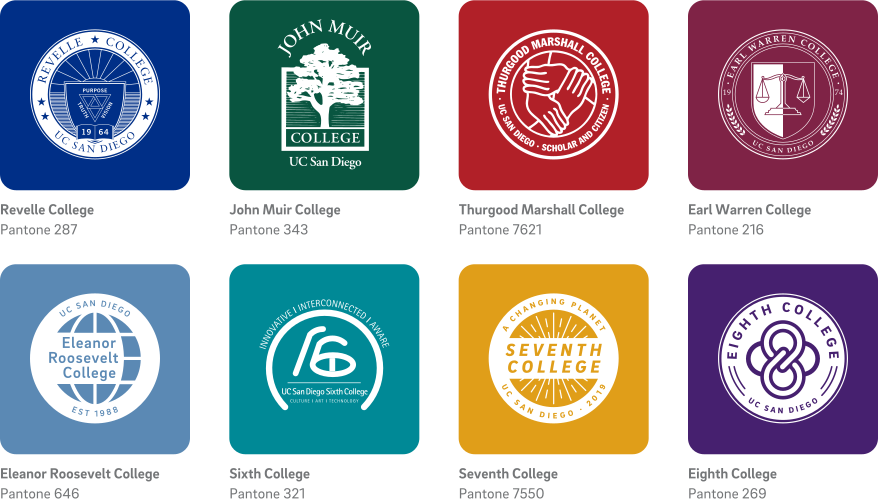 REVELLE ★ COLLEGE
PURPOSE
TRUTH
VISION
19 64
UC SAN DIEGO
JOHN MUIR
COLLEGE
UC San Diego
THURGOOD MARSHALL COLLEGE
UC SAN DIEGO · SCHOLAR AND CITIZEN
★ EARL WARREN COLLEGE ★
19 74
UC SAN DIEGO
Revelle College
Pantone 287
John Muir College
Pantone 343
Thurgood Marshall College
Pantone 7621
Earl Warren College
Pantone 216
UC SAN DIEGO
Eleanor
Roosevelt
College
EST 1988
INNOVATIVE | INTERCONNECTED | AWARE
6
UC San Diego Sixth College
CULTURE | ART | TECHNOLOGY
A CHANGING PLANET
SEVENTH
COLLEGE
UC SAN DIEGO · 2019
EIGHTH COLLEGE
UC SAN DIEGO
Eleanor Roosevelt College
Pantone 646
Sixth College
Pantone 321
Seventh College
Pantone 7550
Eighth College
Pantone 269